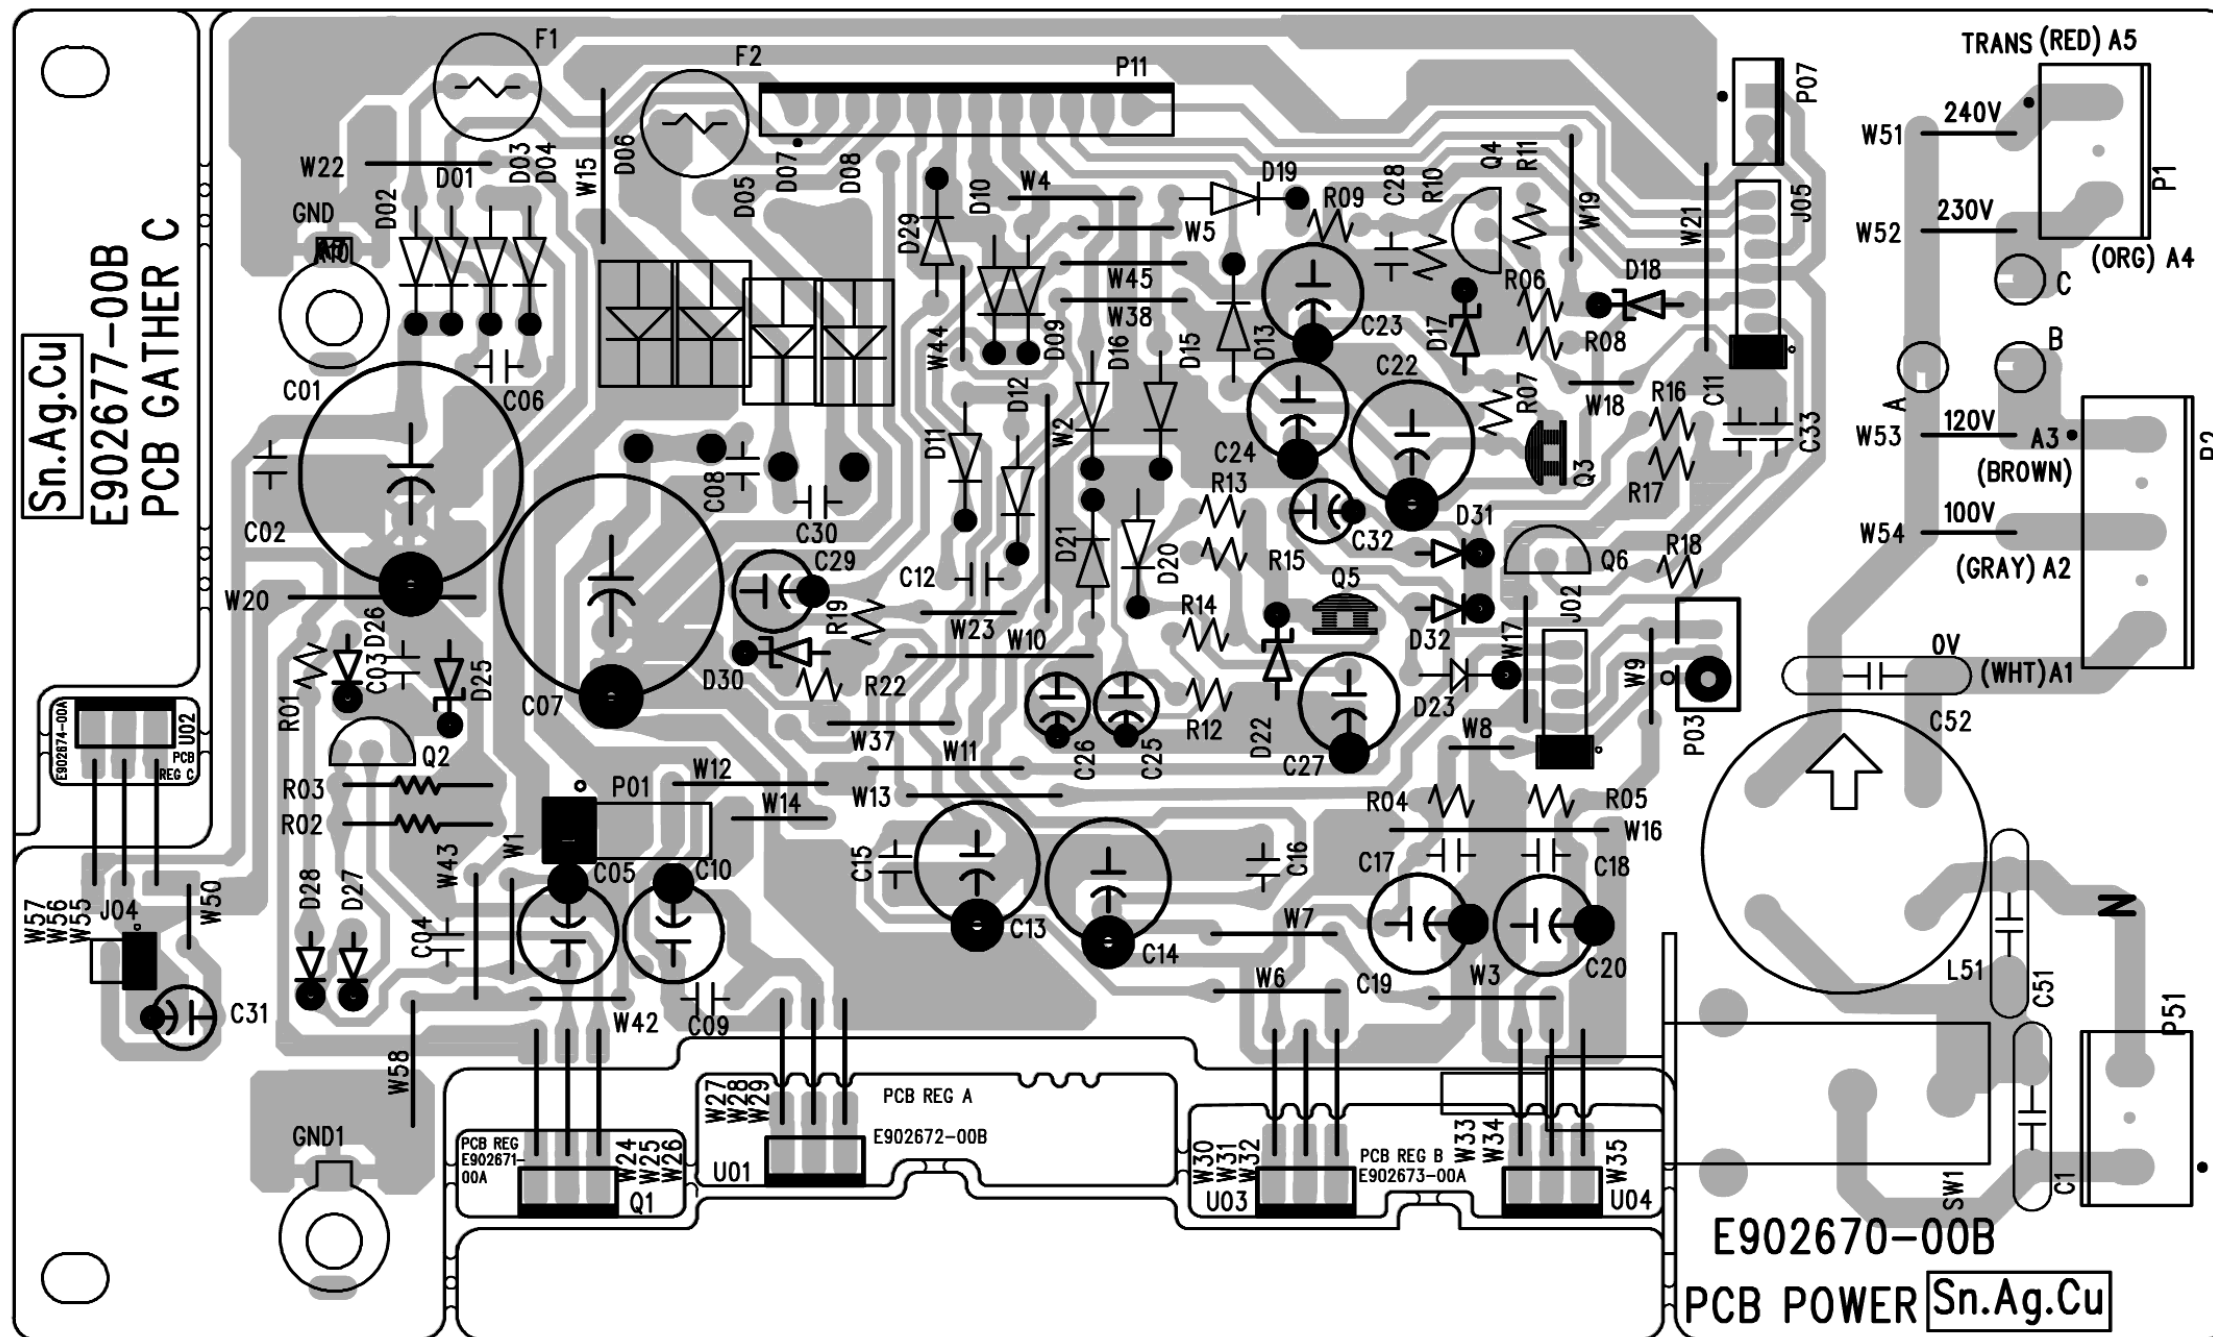 F1
F2
P11
P07
TRANS (RED) A5
240V
W51
P1
W22
D01
D02
D03
D04
W15
D06
D05
D07
D08
D10
D29
W4
D19
R09
C28
R10
Q4
R11
W19
W21
J05
230V
W52
(ORG) A4
GND
W5
W45
W38
R06
D18
C
B
A
C23
D17
R08
W44
D09
D16
D15
D13
C22
R07
W18
R16
C11
C33
C01
C06
D12
D11
W2
C24
Q3
R17
120V
W53
A3
(BROWN)
C02
C08
C30
R13
C32
D31
100V
W54
(GRAY) A2
C29
C12
D21
D20
R15
Q5
Q6
R18
W20
D26
C03
D25
R01
R19
W23
W10
R14
D32
J02
W17
W9
0V
(WHT) A1
C07
D30
R22
R12
D22
D23
P03
C52
Q2
W37
C26
C25
C27
W8
W12
W11
W13
W14
P01
R03
R02
R04
R05
W16
W43
W1
C05
C10
C15
C16
C17
C18
D28
D27
C04
C13
C14
W7
C19
W3
C20
W6
N
L51
C51
P51
C1
SW1
W57
W56
W55
J04
W50
C31
W58
W42
C09
GND1
U02
E902674-00A
PCB
REG C
Sn.Ag.Cu
E902677-00B
PCB GATHER C
PCB REG
E902671-
00A
W24
W25
W26
Q1
W27
W28
W29
U01
PCB REG A
E902672-00B
W30
W31
W32
U03
PCB REG B
E902673-00A
W33
W34
W35
U04
E902670-00B
PCB POWER
Sn.Ag.Cu